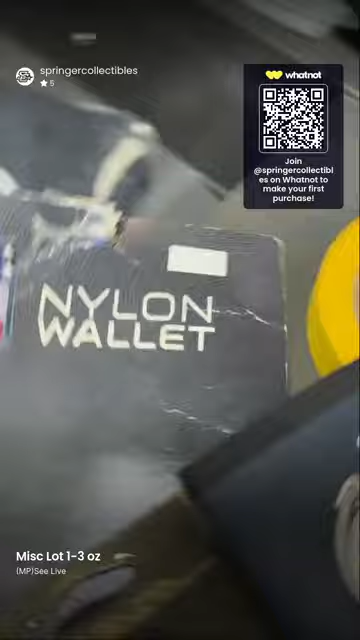 springercollectibles
5
whatnot
Join
@springercollectibl
es on Whatnot to
make your first
purchase!
NYLON
WALLET
Misc Lot 1-3 oz
(MP)See Live